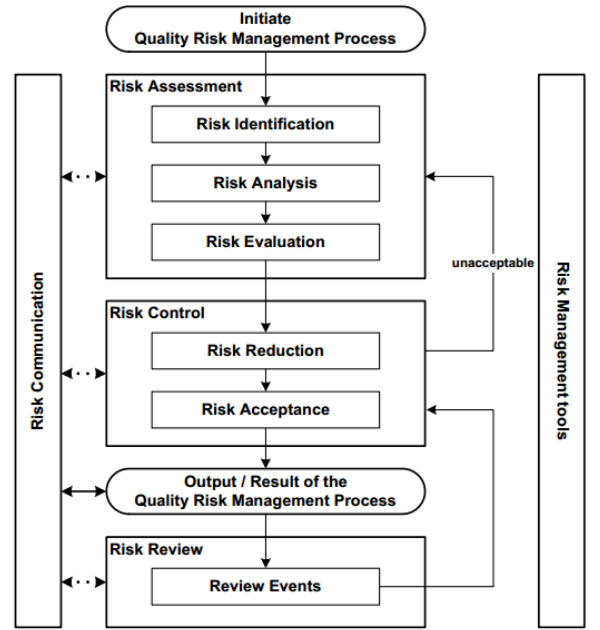 Initiate
Quality Risk Management Process
Risk Assessment
Risk Identification
Risk Analysis
Risk Evaluation
unacceptable
Risk Communication
Risk Management tools
Risk Control
Risk Reduction
Risk Acceptance
Output / Result of the
Quality Risk Management Process
Risk Review
Review Events